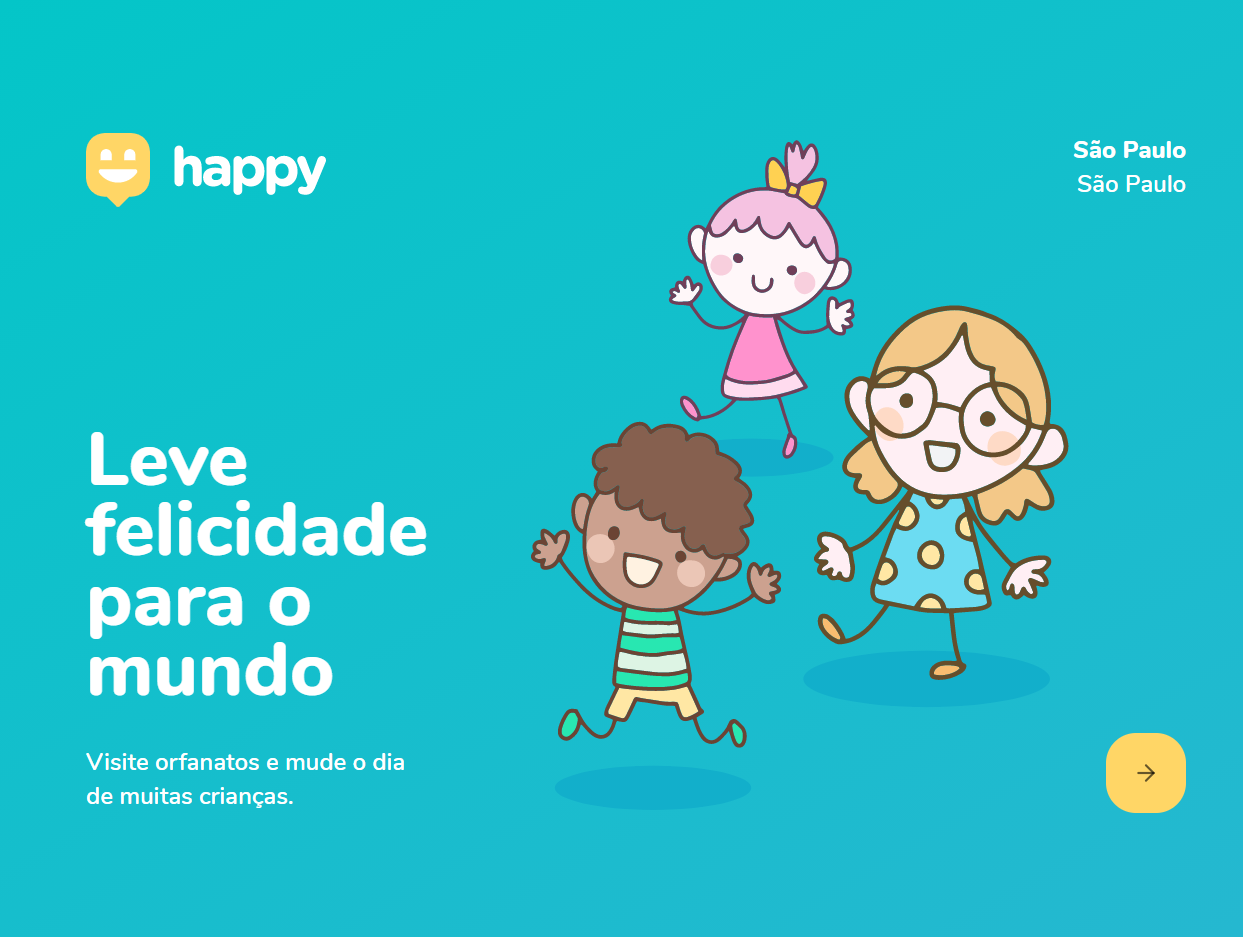 happy
São Paulo
São Paulo
Leve
felicidade
para o
mundo
Visite orfanatos e mude o dia
de muitas crianças.